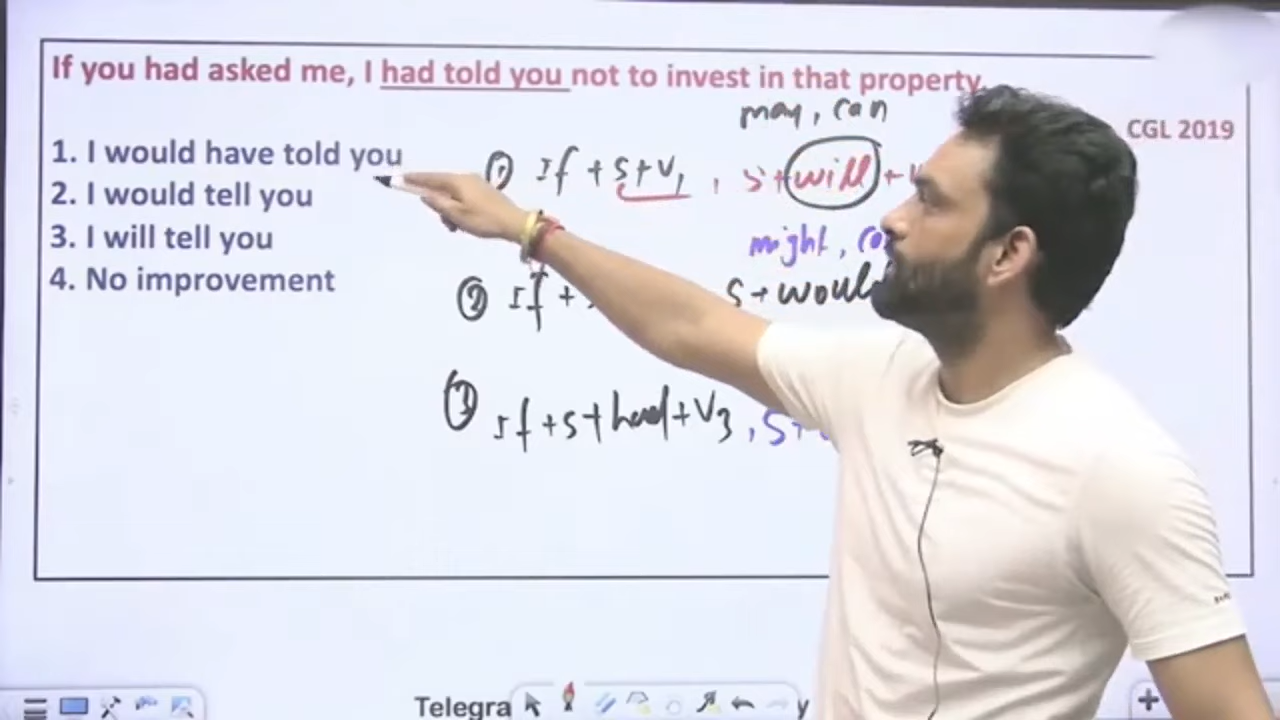 If you had asked me, I had told you not to invest in that property.
CGL 2019
1. I would have told you
2. I would tell you
3. I will tell you
4. No improvement
may, can
① If + S + V1, S + will +
might,
② If + S + would
③ If + S + had + V3, S +
Telegra